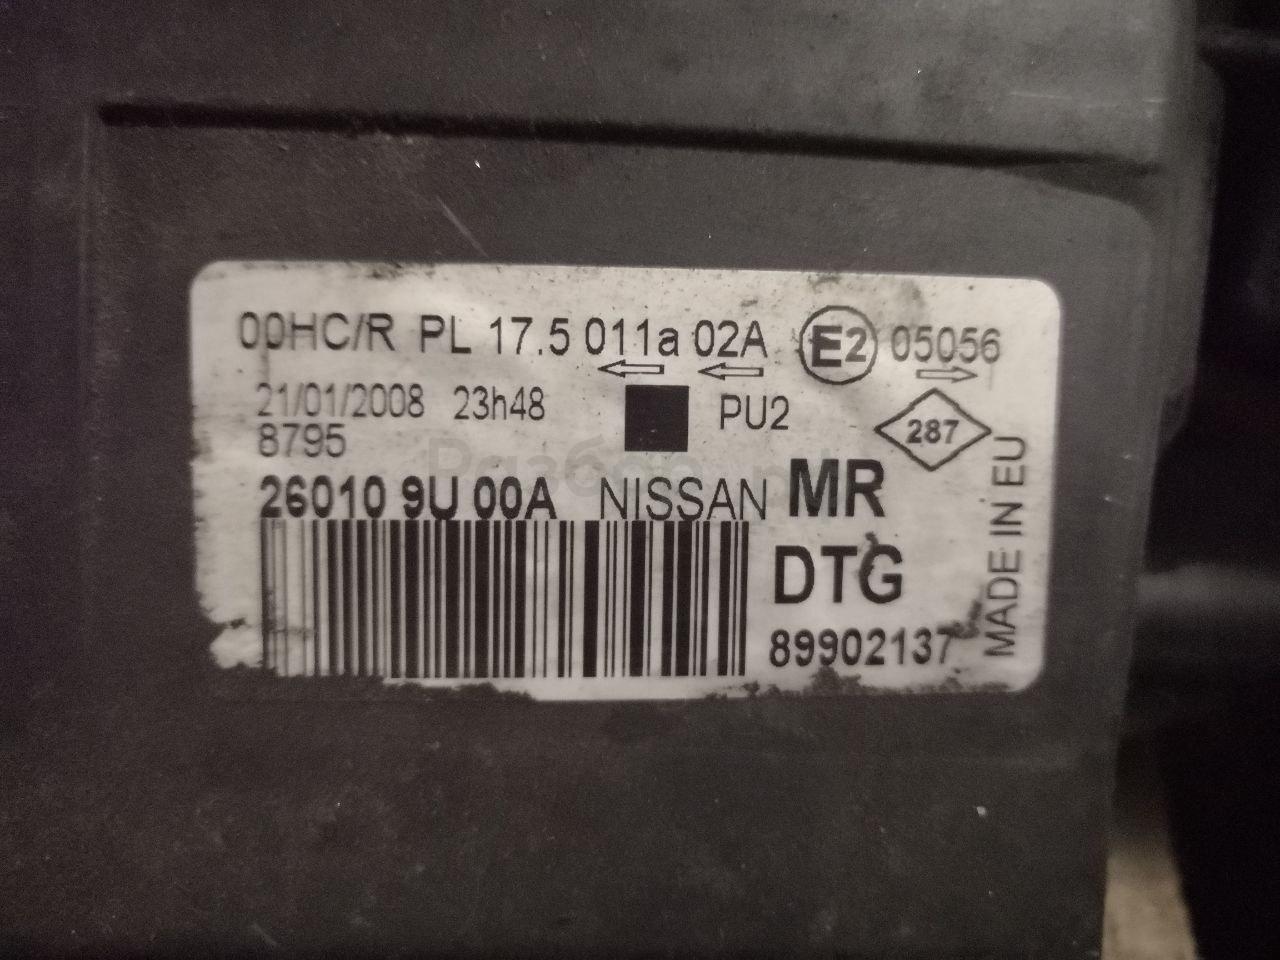 00HC/R PL 17.5 011a 02A E2 05056
21/01/2008 23h48 PU2 287
8795
26010 9U 00A NISSAN MR
DTG
89902137
MADE IN EU